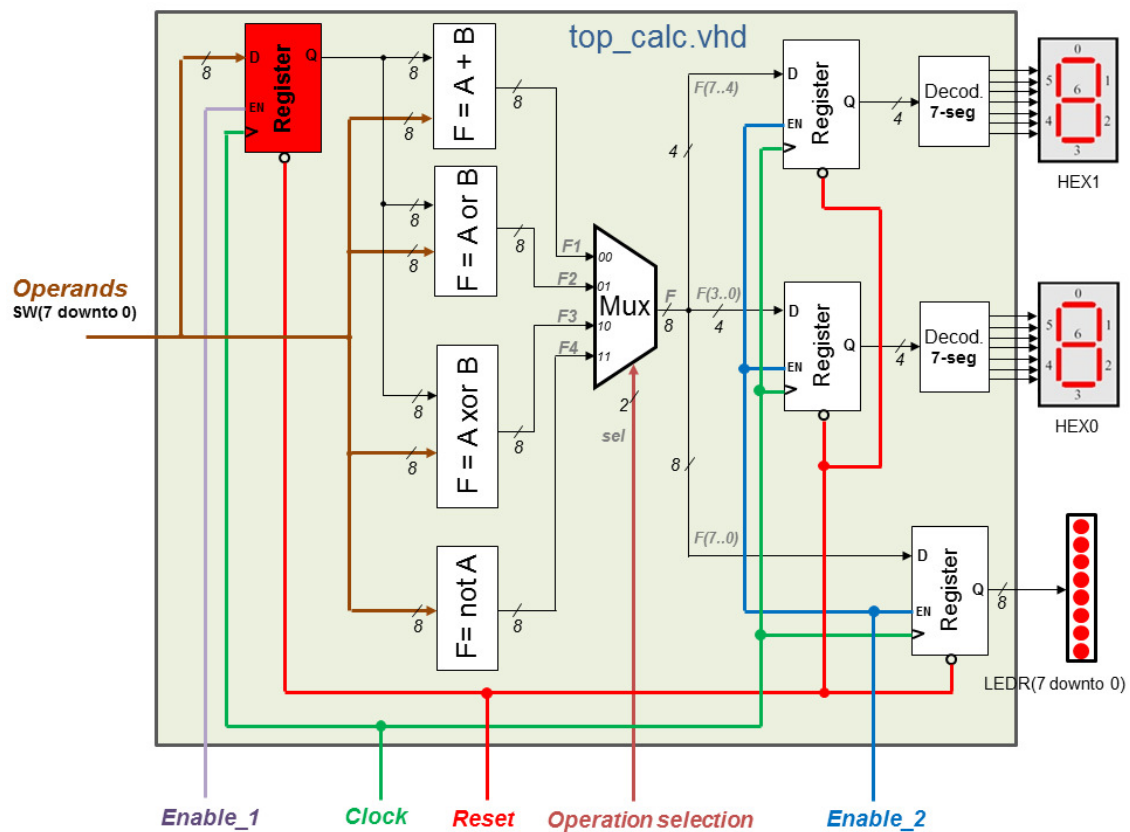 top_calc.vhd
D
Q
EN
Register
8
F = A + B
8
8
8
F = A or B
8
8
8
F = A xor B
8
8
8
F= not A
8
8
Operands
SW(7 downto 0)
F1
F2
F3
F4
00
01
10
11
Mux
F
8
2
sel
F(7..4)
4
F(3..0)
4
8
F(7..0)
D
Q
EN
Register
4
Decod.
7-seg
0
5
6
1
4
2
3
HEX1
D
Q
EN
Register
4
Decod.
7-seg
0
5
6
1
4
2
3
HEX0
D
Q
EN
Register
8
LEDR(7 downto 0)
Enable_1
Clock
Reset
Operation selection
Enable_2